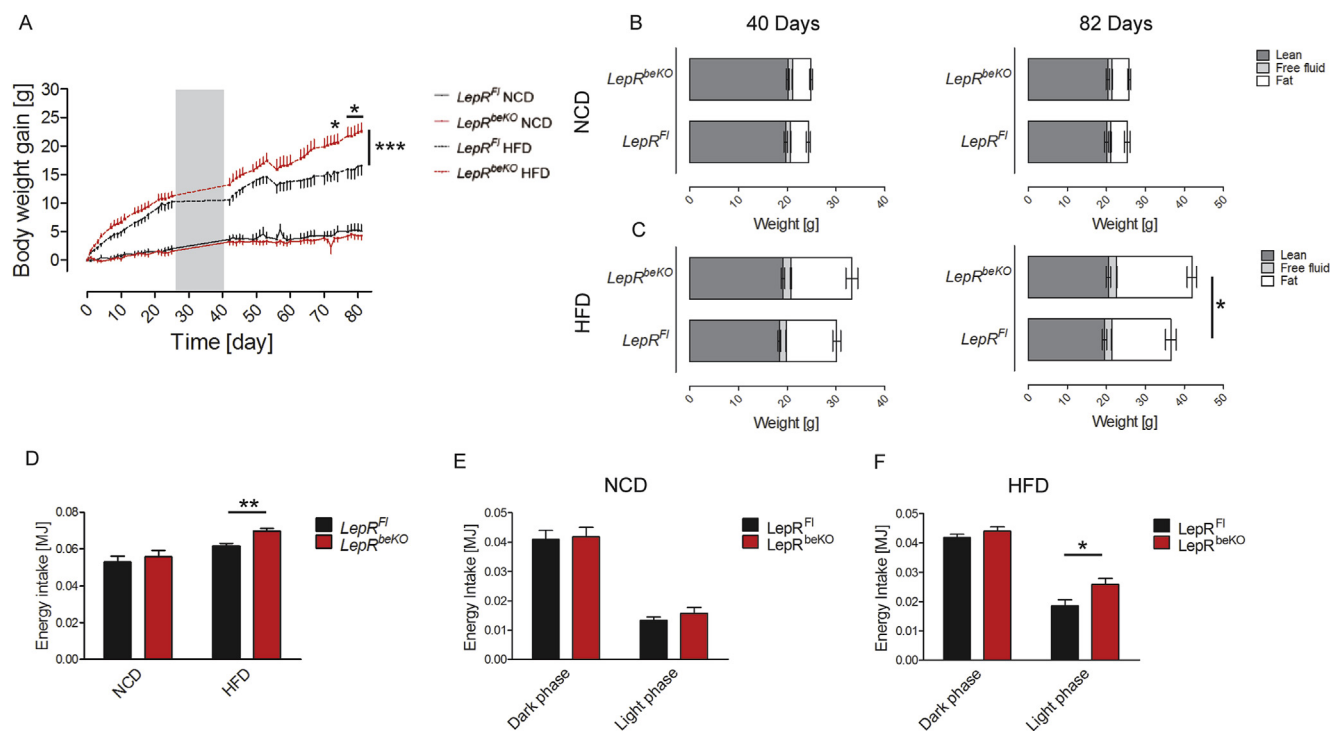 A
Body weight gain [g]
30
25
20
15
10
5
0
0 10 20 30 40 50 60 70 80
Time [day]
LepR^Fl NCD
LepR^beKO NCD
LepR^Fl HFD
LepR^beKO HFD
*
*
***
B
40 Days
82 Days
NCD
LepR^beKO
LepR^Fl
0 10 20 30 40
Weight [g]
LepR^beKO
LepR^Fl
0 10 20 30 40 50
Weight [g]
Lean
Free fluid
Fat
C
HFD
LepR^beKO
LepR^Fl
0 10 20 30 40
Weight [g]
LepR^beKO
LepR^Fl
*
0 10 20 30 40 50
Weight [g]
Lean
Free fluid
Fat
D
Energy intake [MJ]
0.08
0.06
0.04
0.02
0.00
**
NCD HFD
LepR^Fl
LepR^beKO
E
NCD
Energy Intake [MJ]
0.05
0.04
0.03
0.02
0.01
0.00
Dark phase Light phase
LepR^Fl
LepR^beKO
F
HFD
Energy Intake [MJ]
0.05
0.04
0.03
0.02
0.01
0.00
*
Dark phase Light phase
LepR^Fl
LepR^beKO